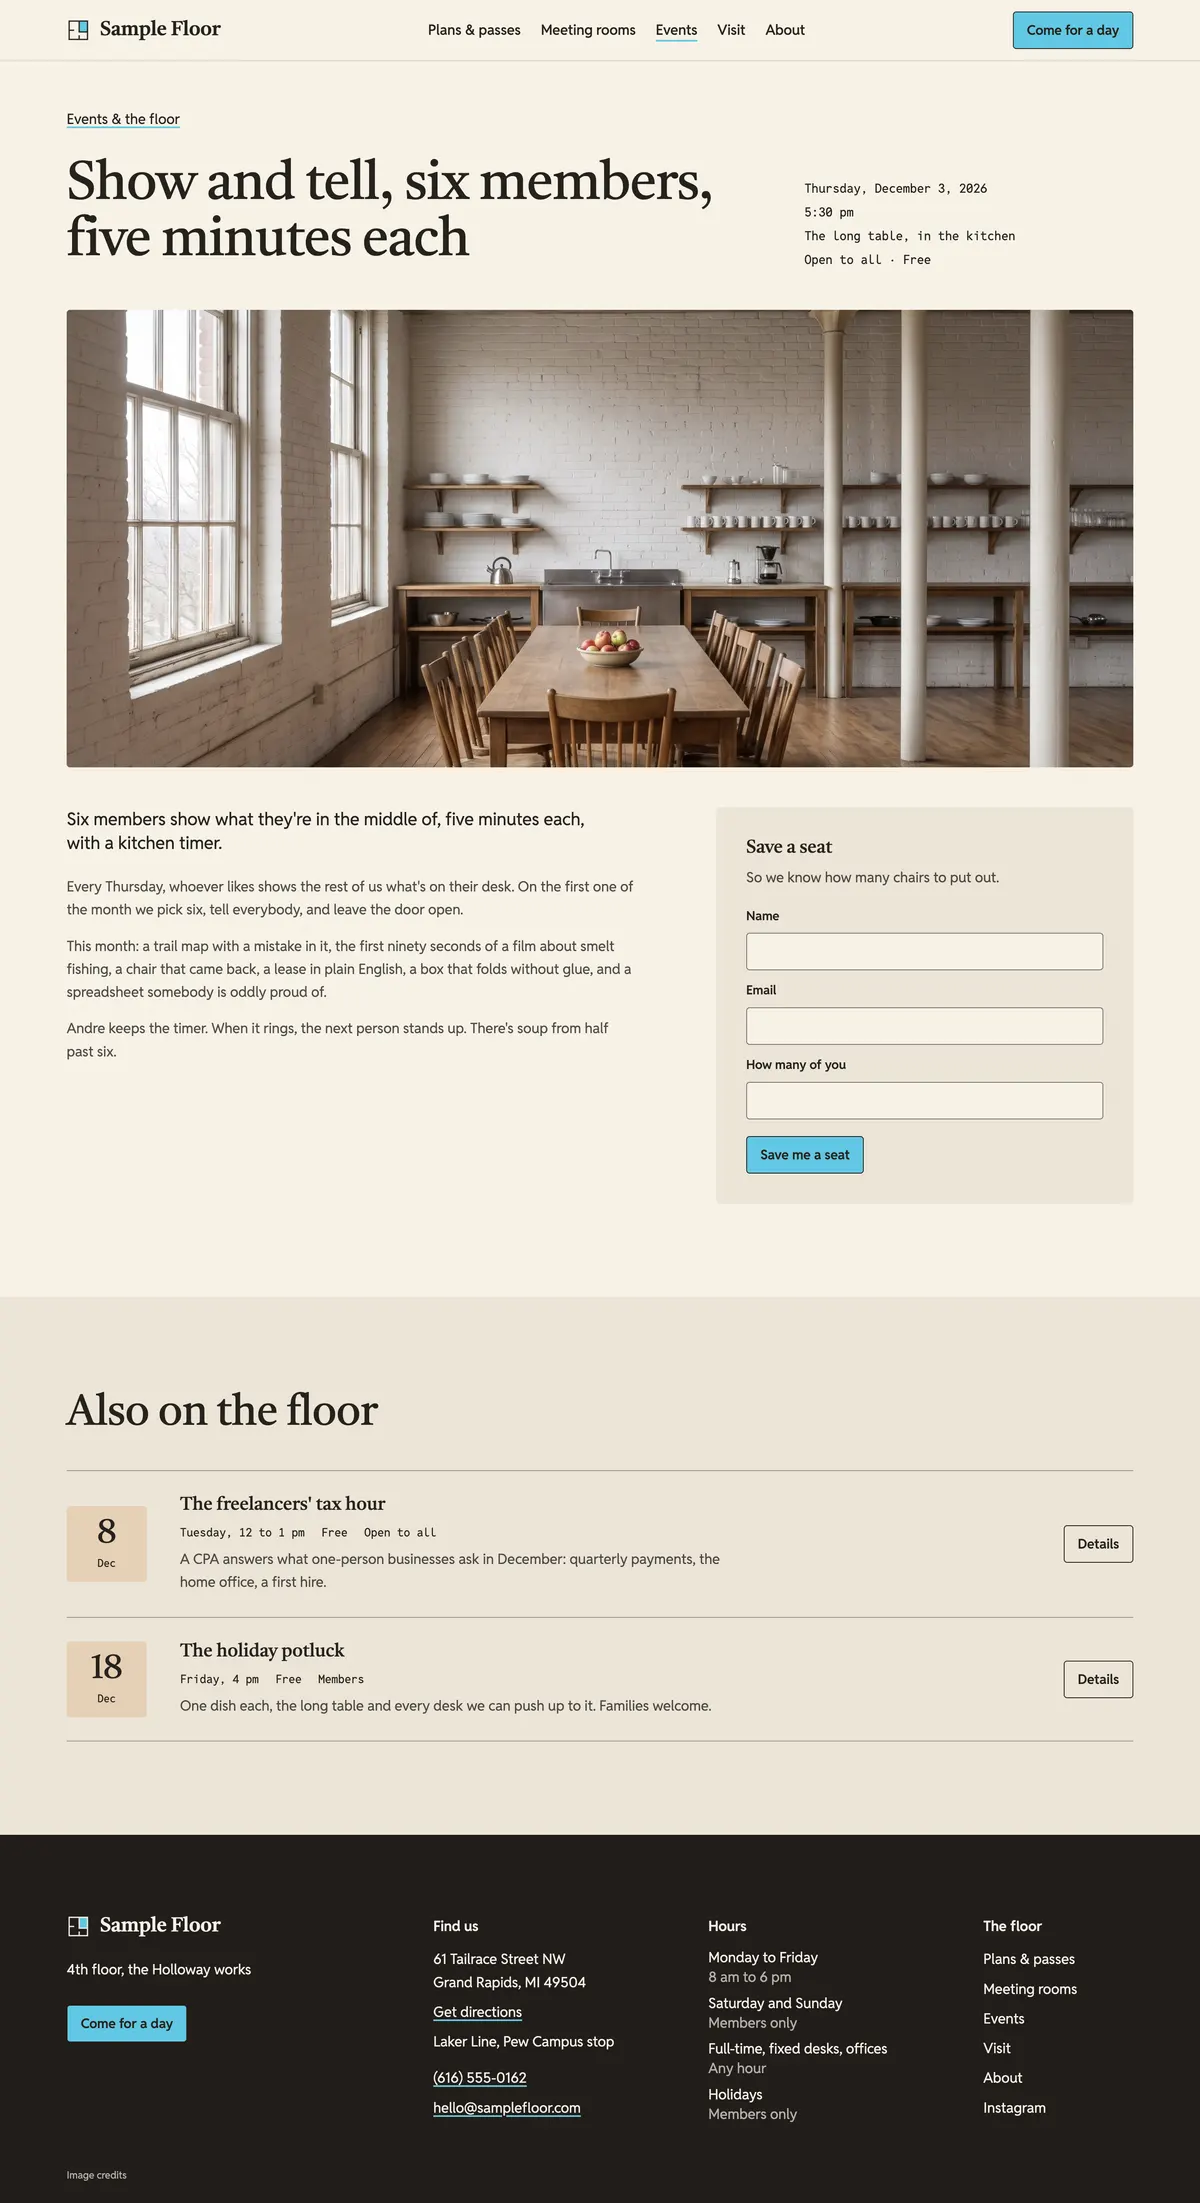 Sample Floor
Plans & passes
Meeting rooms
Events
Visit
About
Come for a day
Events & the floor
Show and tell, six members,
five minutes each
Thursday, December 3, 2026
5:30 pm
The long table, in the kitchen
Open to all · Free
Six members show what they're in the middle of, five minutes each,
with a kitchen timer.
Every Thursday, whoever likes shows the rest of us what's on their desk. On the first one of
the month we pick six, tell everybody, and leave the door open.
This month: a trail map with a mistake in it, the first ninety seconds of a film about smelt
fishing, a chair that came back, a lease in plain English, a box that folds without glue, and a
spreadsheet somebody is oddly proud of.
Andre keeps the timer. When it rings, the next person stands up. There's soup from half
past six.
Save a seat
So we know how many chairs to put out.
Name
Email
How many of you
Save me a seat
Also on the floor
8
Dec
The freelancers' tax hour
Tuesday, 12 to 1 pm Free Open to all
A CPA answers what one-person businesses ask in December: quarterly payments, the
home office, a first hire.
Details
18
Dec
The holiday potluck
Friday, 4 pm Free Members
One dish each, the long table and every desk we can push up to it. Families welcome.
Details
Sample Floor
4th floor, the Holloway works
Come for a day
Find us
61 Tailrace Street NW
Grand Rapids, MI 49504
Get directions
Laker Line, Pew Campus stop
(616) 555-0162
hello@samplefloor.com
Hours
Monday to Friday
8 am to 6 pm
Saturday and Sunday
Members only
Full-time, fixed desks, offices
Any hour
Holidays
Members only
The floor
Plans & passes
Meeting rooms
Events
Visit
About
Instagram
Image credits